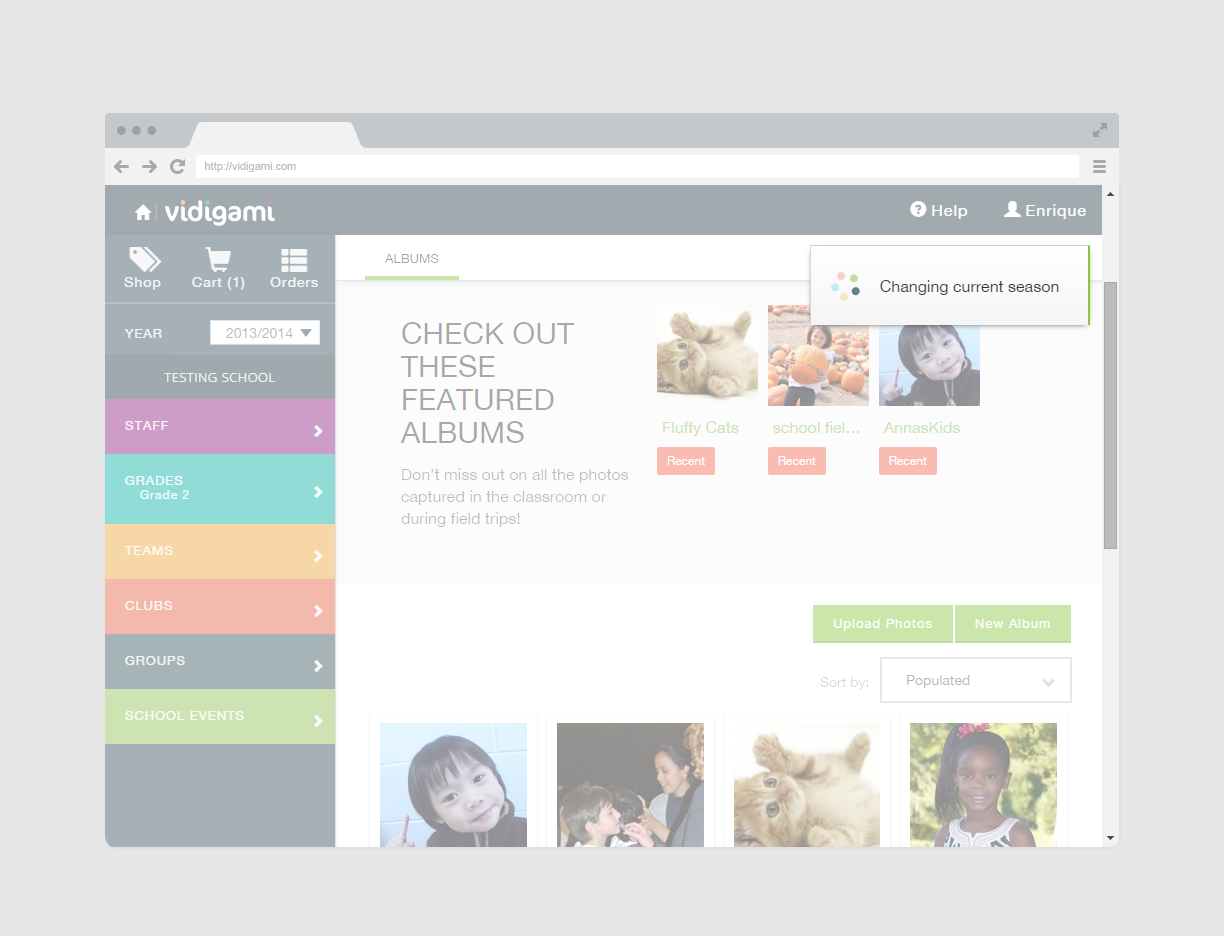 http://vidigami.com
vidigami
Help
Enrique
Shop
Cart (1)
Orders
YEAR
2013/2014
TESTING SCHOOL
STAFF
GRADES
Grade 2
TEAMS
CLUBS
GROUPS
SCHOOL EVENTS
ALBUMS
Changing current season
CHECK OUT
THESE
FEATURED
ALBUMS
Don't miss out on all the photos
captured in the classroom or
during field trips!
Fluffy Cats
school fiel...
AnnasKids
Recent
Recent
Recent
Upload Photos
New Album
Sort by:
Populated